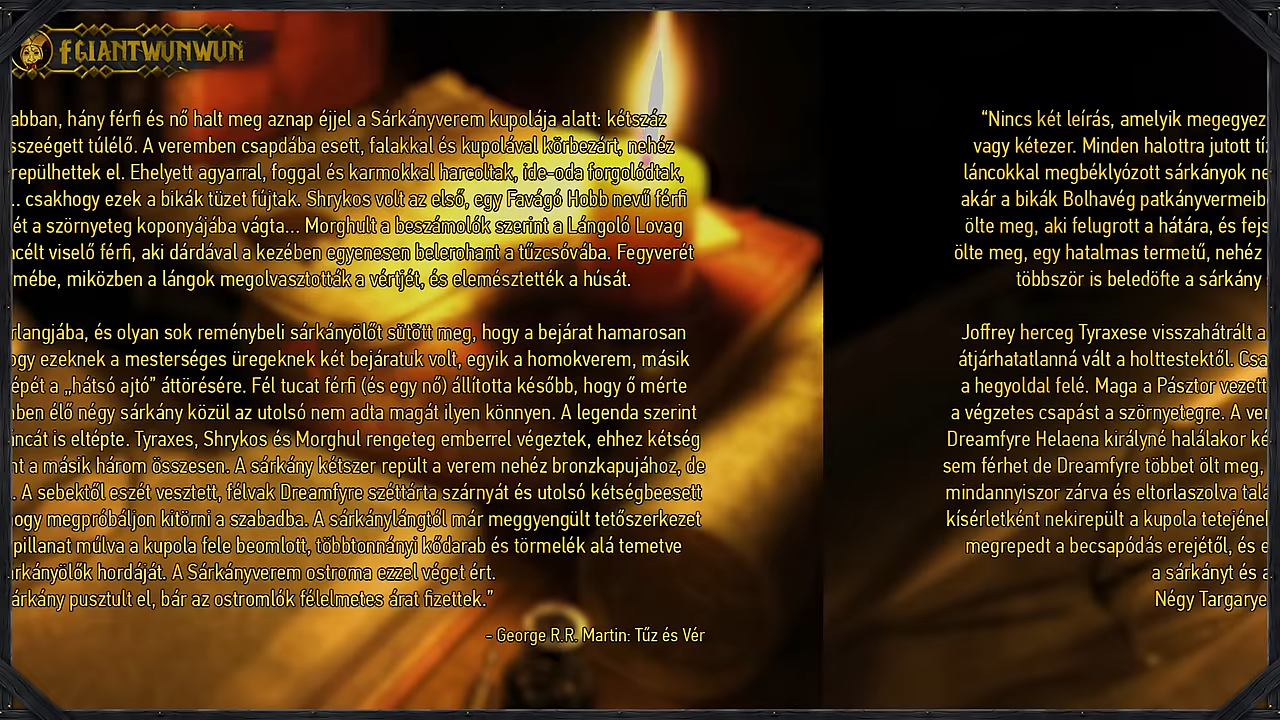 fGIANTWUNWUN
abban, hány férfi és nő halt meg aznap éjjel a Sárkányverem kupolája alatt: kétszáz
sszeégett túlélő. A veremben csapdába esett, falakkal és kupolával körbezárt, nehéz
repülhettek el. Ehelyett agyarral, foggal és karmokkal harcoltak, ide-oda forgolódtak,
.. csakhogy ezek a bikák tüzet fújtak. Shrykos volt az első, egy Favágó Hobb nevű férfi
ét a szörnyeteg koponyájába vágta... Morghult a beszámolók szerint a Lángoló Lovag
ncélt viselő férfi, aki dárdával a kezében egyenesen belerohant a tűzcsóvába. Fegyverét
mébe, miközben a lángok megolvasztották a vértjét, és elemésztették a húsát.
rlangjába, és olyan sok reménybeli sárkányölőt sütött meg, hogy a bejárat hamarosan
ogy ezeknek a mesterséges üregeknek két bejáratuk volt, egyik a homokverem, másik
épét a „hátsó ajtó” áttörésére. Fél tucat férfi (és egy nő) állította később, hogy ő mérte
nben élő négy sárkány közül az utolsó nem adta magát ilyen könnyen. A legenda szerint
incát is eltépte. Tyraxes, Shrykos és Morghul rengeteg emberrel végeztek, ehhez kétség
nt a másik három összesen. A sárkány kétszer repült a verem nehéz bronzkapujához, de
. A sebektől eszét vesztett, félvak Dreamfyre széttárta szárnyát és utolsó kétségbeesett
ogy megpróbáljon kitörni a szabadba. A sárkánylángtól már meggyengült tetőszerkezet
pillanat múlva a kupola fele beomlott, többtonnányi kődarab és törmelék alá temetve
árkányölők hordáját. A Sárkányverem ostroma ezzel véget ért.
árkány pusztult el, bár az ostromlók félelmetes árat fizettek.”
- George R.R. Martin: Tűz és Vér
“Nincs két leírás, amelyik megegyez
vagy kétezer. Minden halottra jutott tí
láncokkal megbéklyózott sárkányok ne
akár a bikák Bolhavég patkányvermeib
ölte meg, aki felugrott a hátára, és fejs
ölte meg, egy hatalmas termetű, nehéz
többször is beledöfte a sárkány
Joffrey herceg Tyraxese visszahátrált a
átjárhatatlanná vált a holttestektől. Csa
a hegyoldal felé. Maga a Pásztor vezett
a végzetes csapást a szörnyetegre. A ver
Dreamfyre Helaena királyné halálakor ké
sem férhet de Dreamfyre többet ölt meg,
mindannyiszor zárva és eltorlaszolva talá
kísérletként nekirepült a kupola tetejének
megrepedt a becsapódás erejétől, és e
a sárkányt és a
Négy Targarye